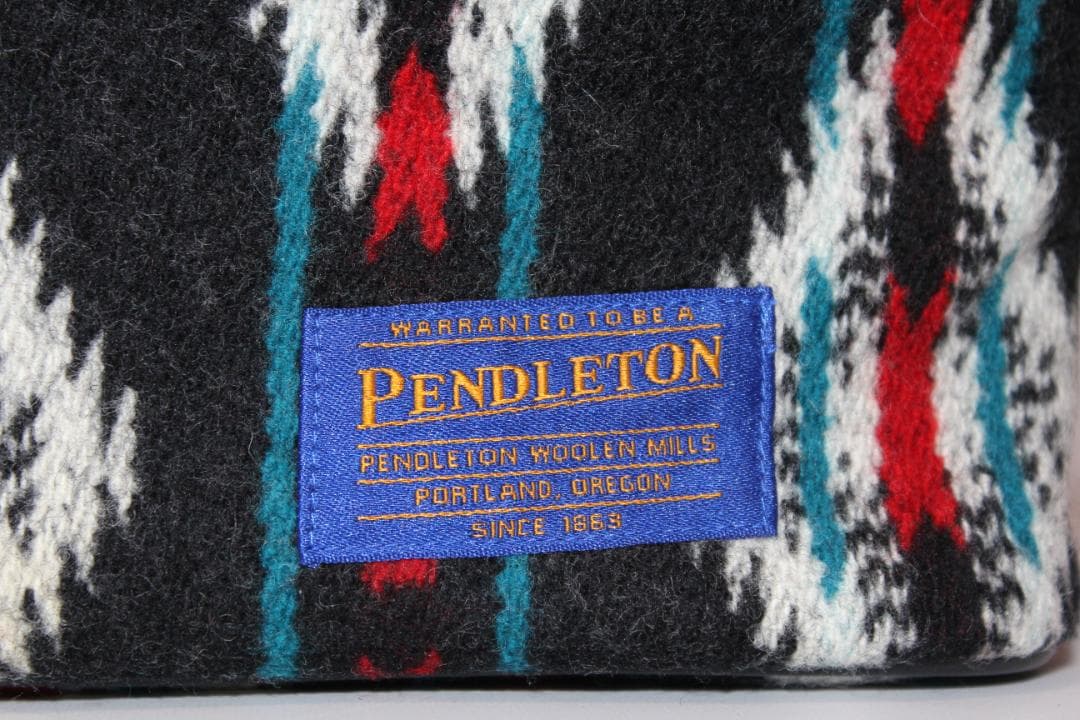 WARRANTED TO BE A
PENDLETON
PENDLETON WOOLEN MILLS
PORTLAND, OREGON
SINCE 1863